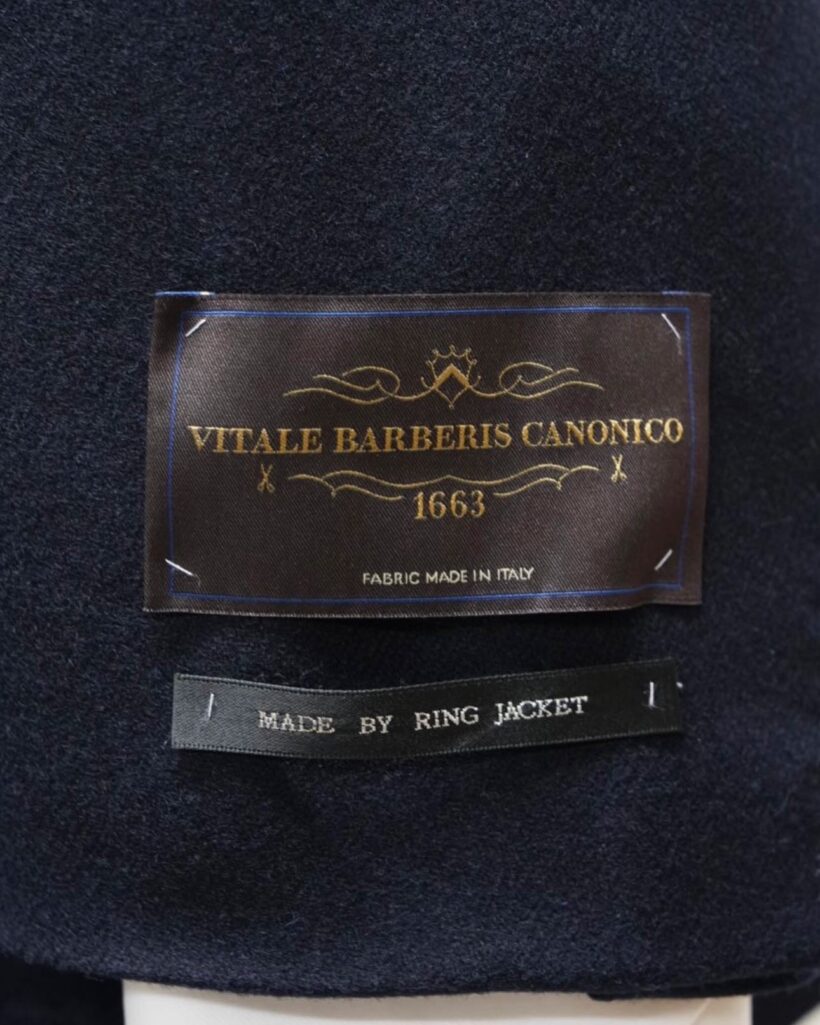 VITALE BARBERIS CANONICO
1663
FABRIC MADE IN ITALY
MADE BY RING JACKET